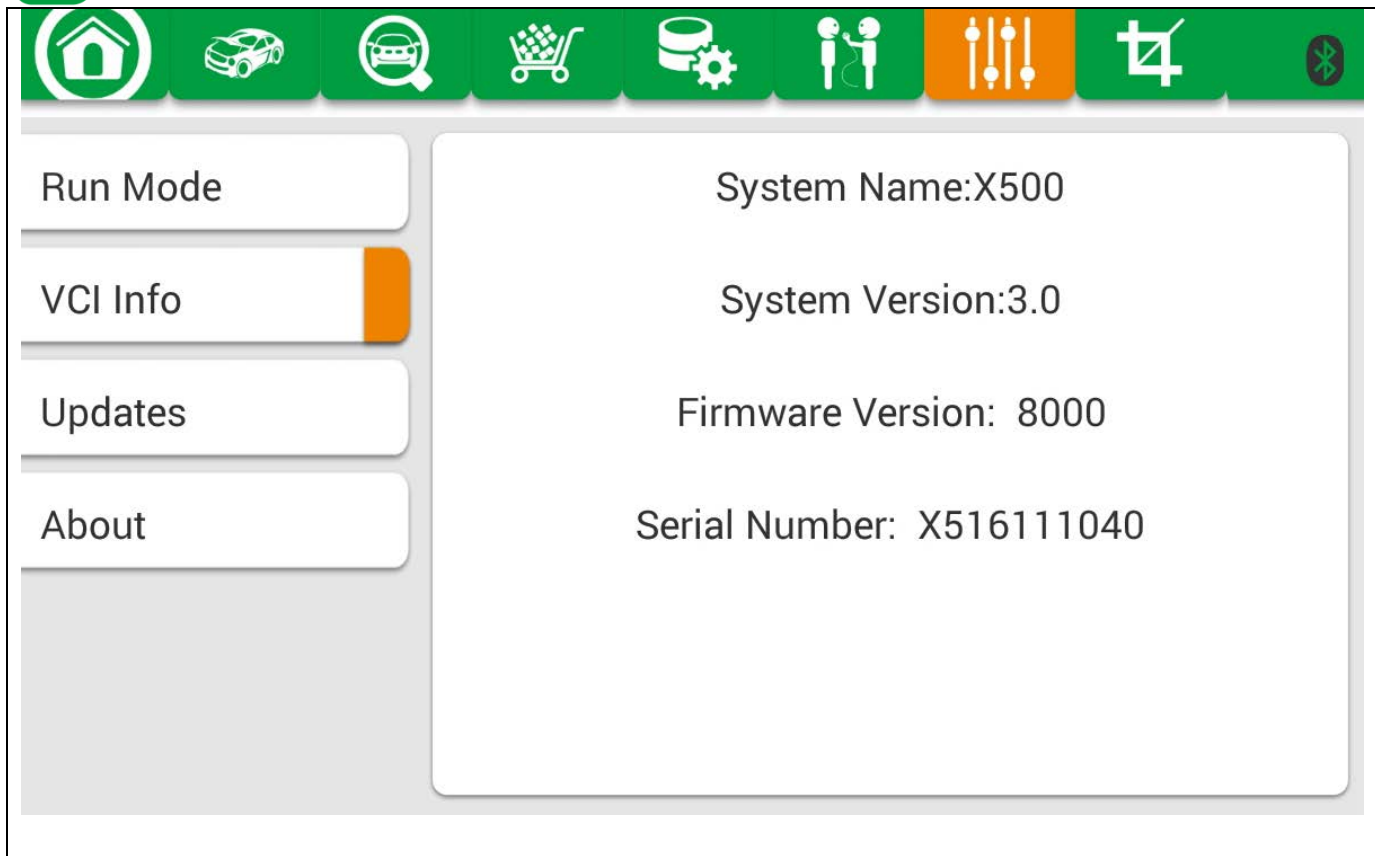 Run Mode
VCI Info
Updates
About
System Name:X500
System Version:3.0
Firmware Version:  8000
Serial Number:  X516111040